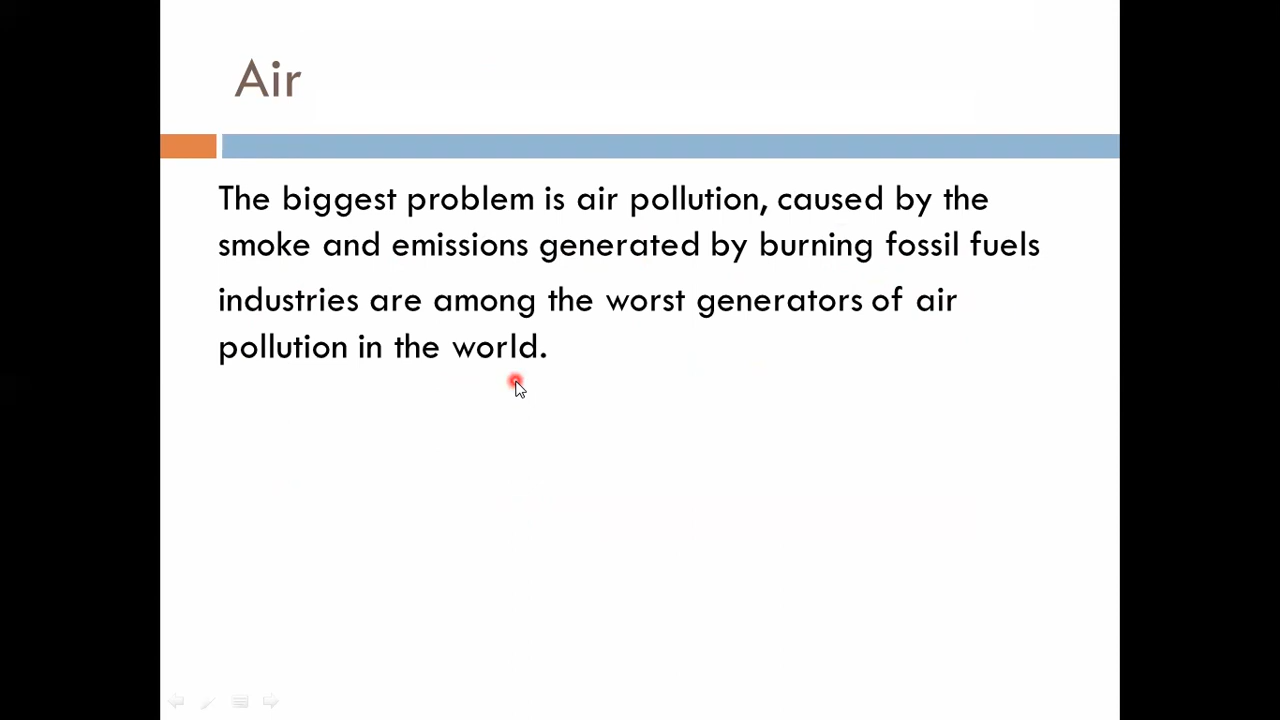 Air
The biggest problem is air pollution, caused by the
smoke and emissions generated by burning fossil fuels
industries are among the worst generators of air
pollution in the world.